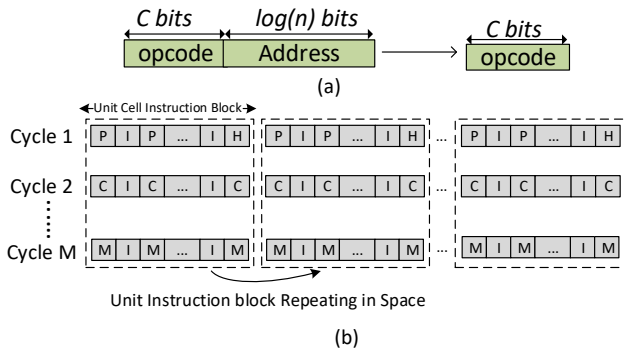 C bits log(n) bits C bits
opcode Address opcode
(a)
Unit Cell Instruction Block
Cycle 1 P I P ... I H P I P ... I H ... P I P ... I H
Cycle 2 C I C ... I C C I C ... I C ... C I C ... I C
Cycle M M I M ... I M M I M ... I M ... M I M ... I M
Unit Instruction block Repeating in Space
(b)